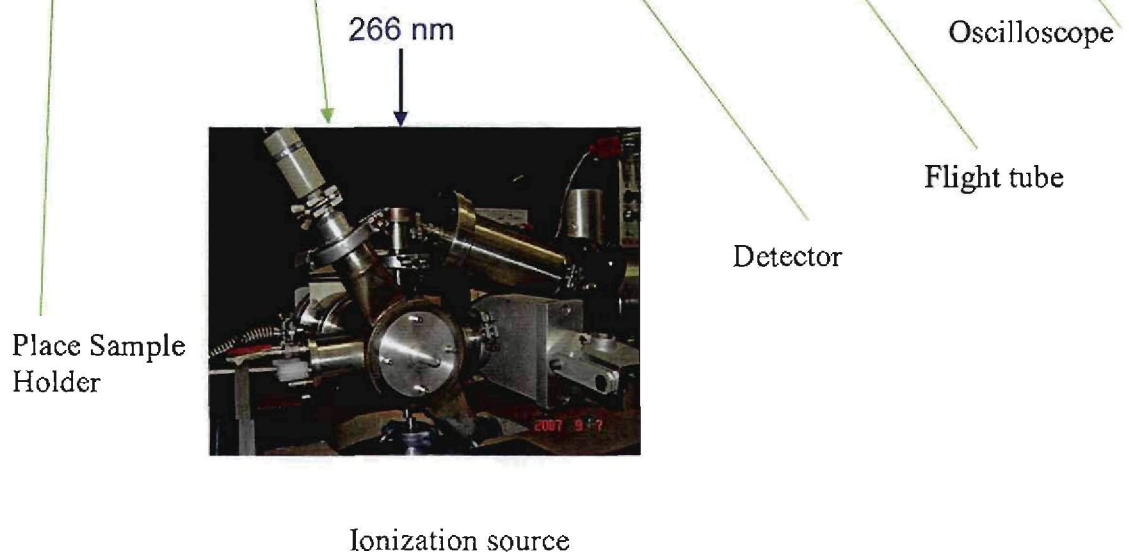 Oscilloscope
266 nm
Flight tube
Detector
Place Sample
Holder
2007 9 7
Ionization source